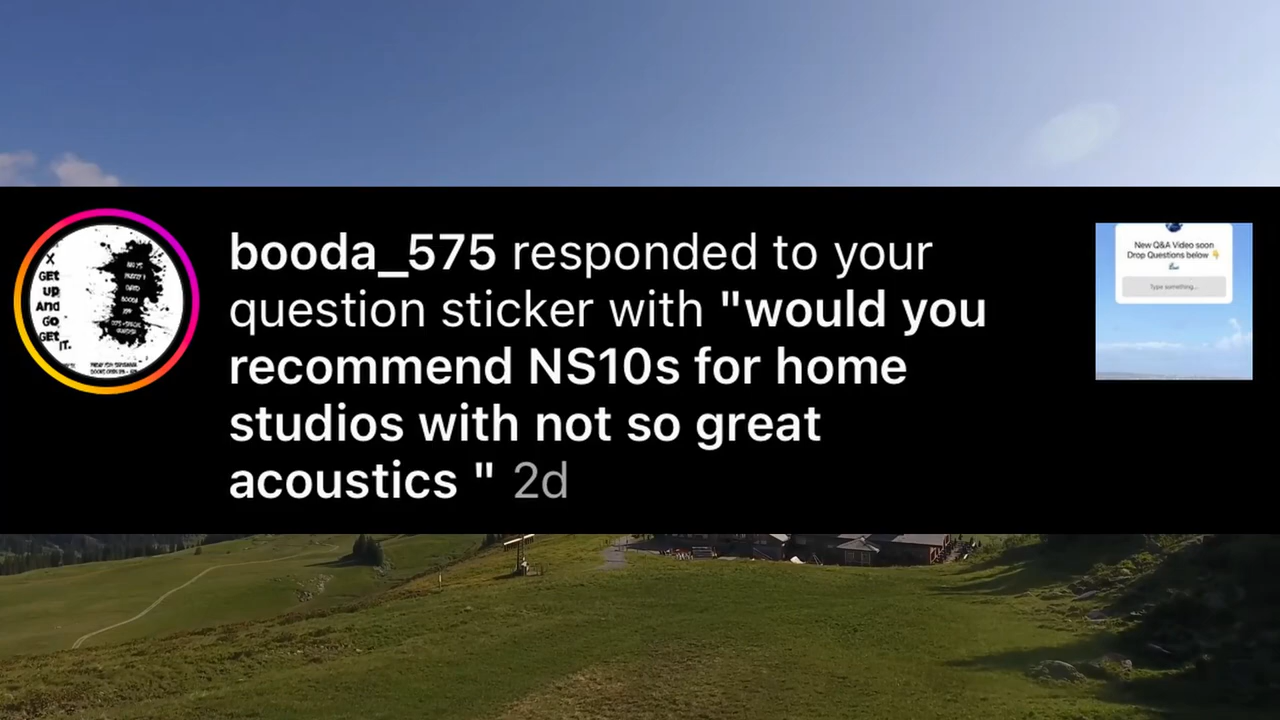 X
GET
UP
AND
GO
GET
IT.
booda_575 responded to your
question sticker with "would you
recommend NS10s for home
studios with not so great
acoustics " 2d
New Q&A Video soon
Drop Questions below 👇
Type something...